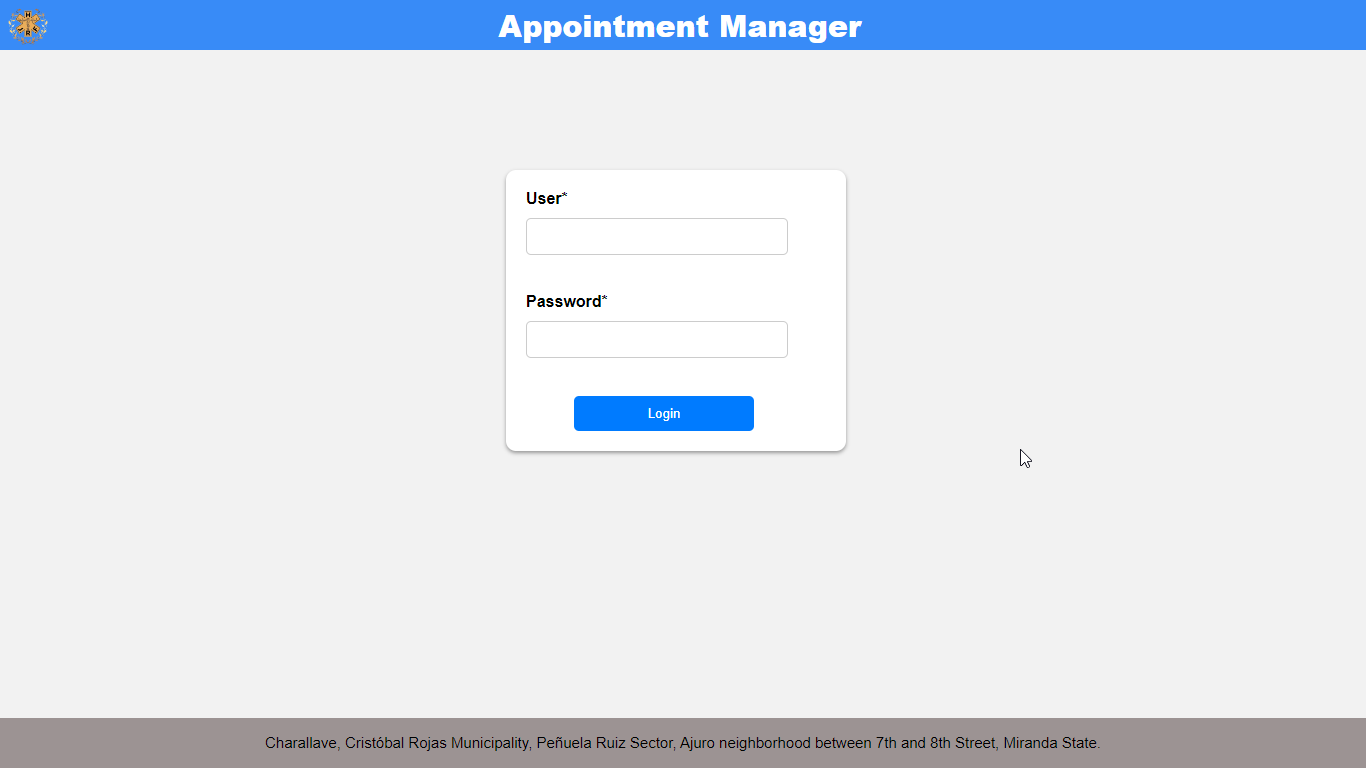 Appointment Manager
User*
Password*
Login
Charallave, Cristóbal Rojas Municipality, Peñuela Ruiz Sector, Ajuro neighborhood between 7th and 8th Street, Miranda State.